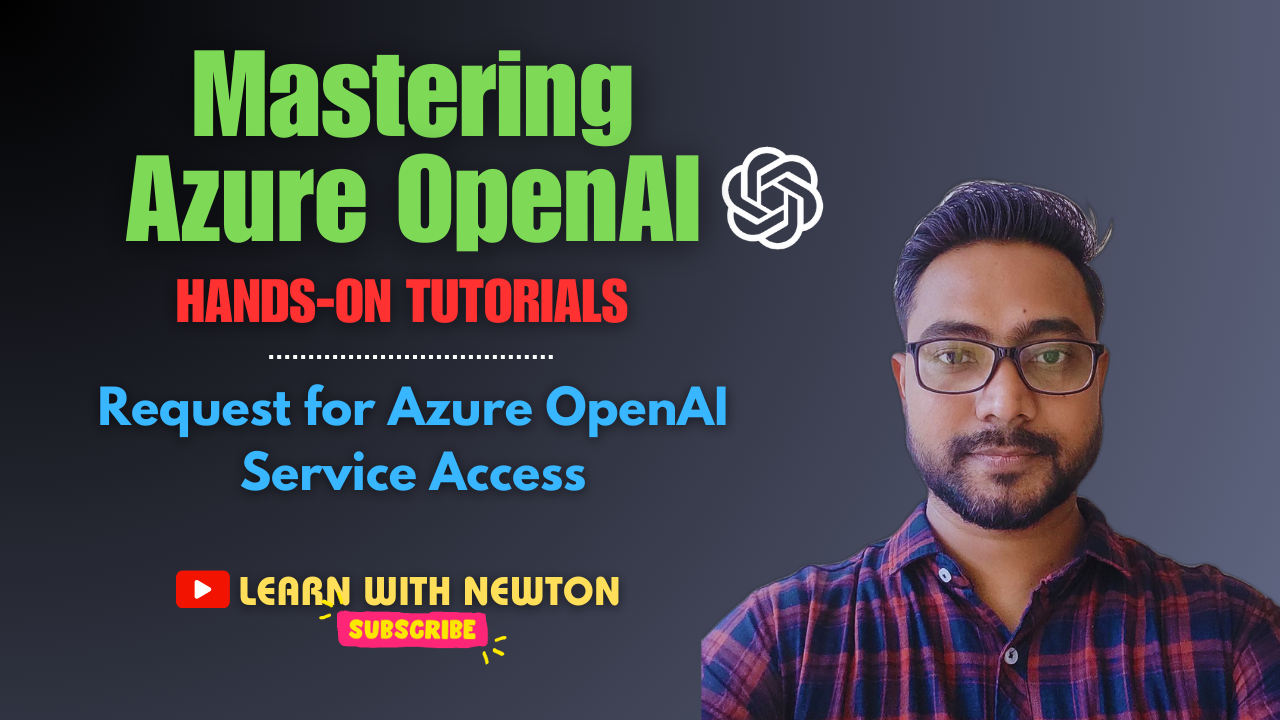 Mastering
Azure OpenAI
HANDS-ON TUTORIALS
Request for Azure OpenAI
Service Access
LEARN WITH NEWTON
SUBSCRIBE